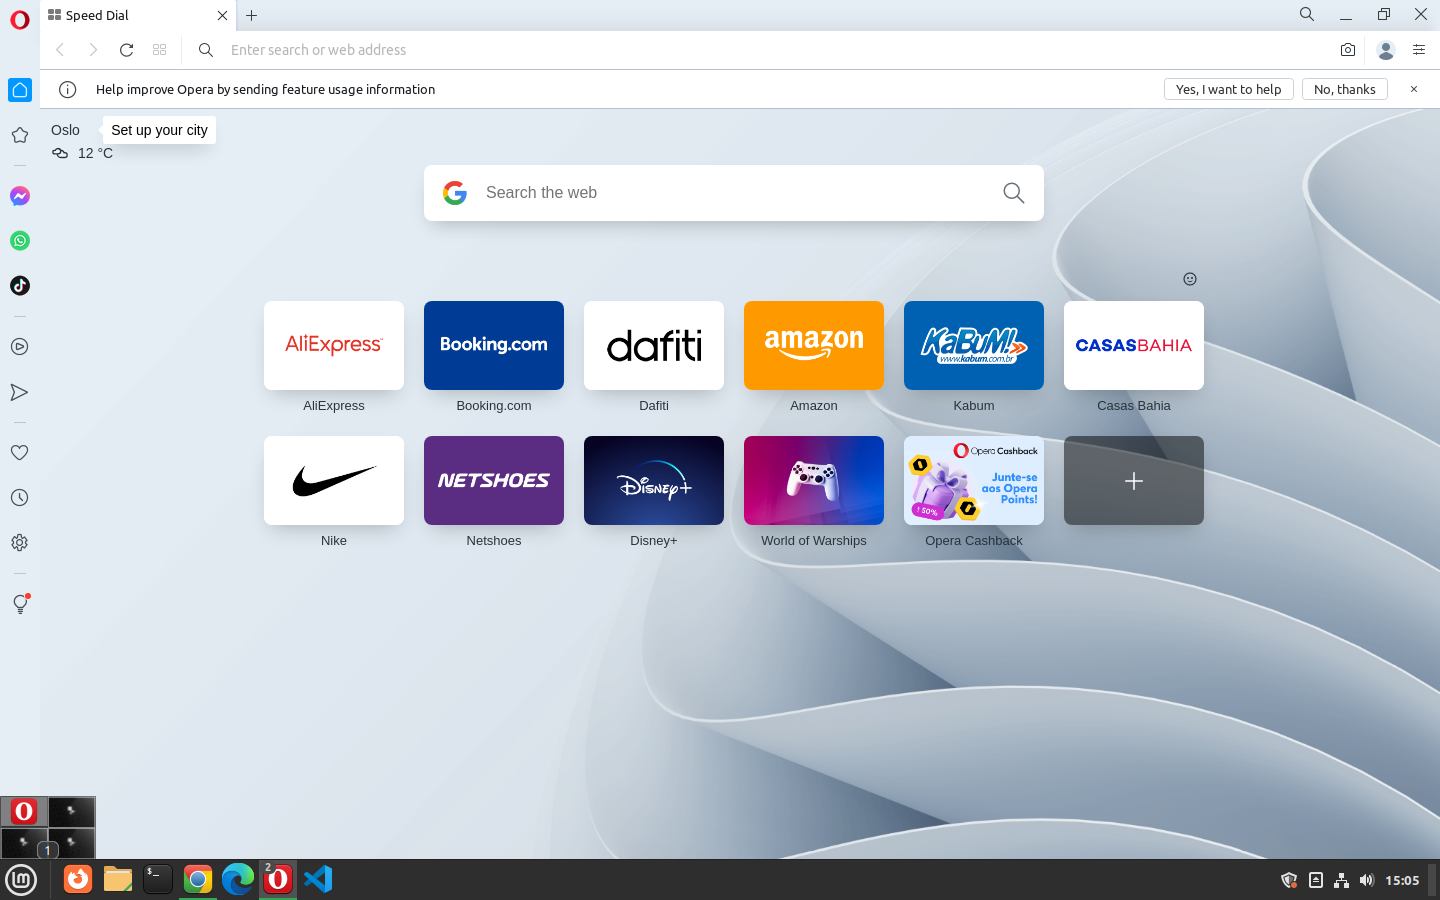 Speed Dial
Enter search or web address
Help improve Opera by sending feature usage information
Yes, I want to help
No, thanks
Oslo
Set up your city
12 °C
Search the web
AliExpress
Booking.com
dafiti
amazon
KaBuM!
www.kabum.com.br
CASASBAHIA
AliExpress
Booking.com
Dafiti
Amazon
Kabum
Casas Bahia
NETSHOES
Disney+
Opera Cashback
Junte-se
aos Opera
Points!
↑ 50%
Nike
Netshoes
Disney+
World of Warships
Opera Cashback
1
$_
2
15:05